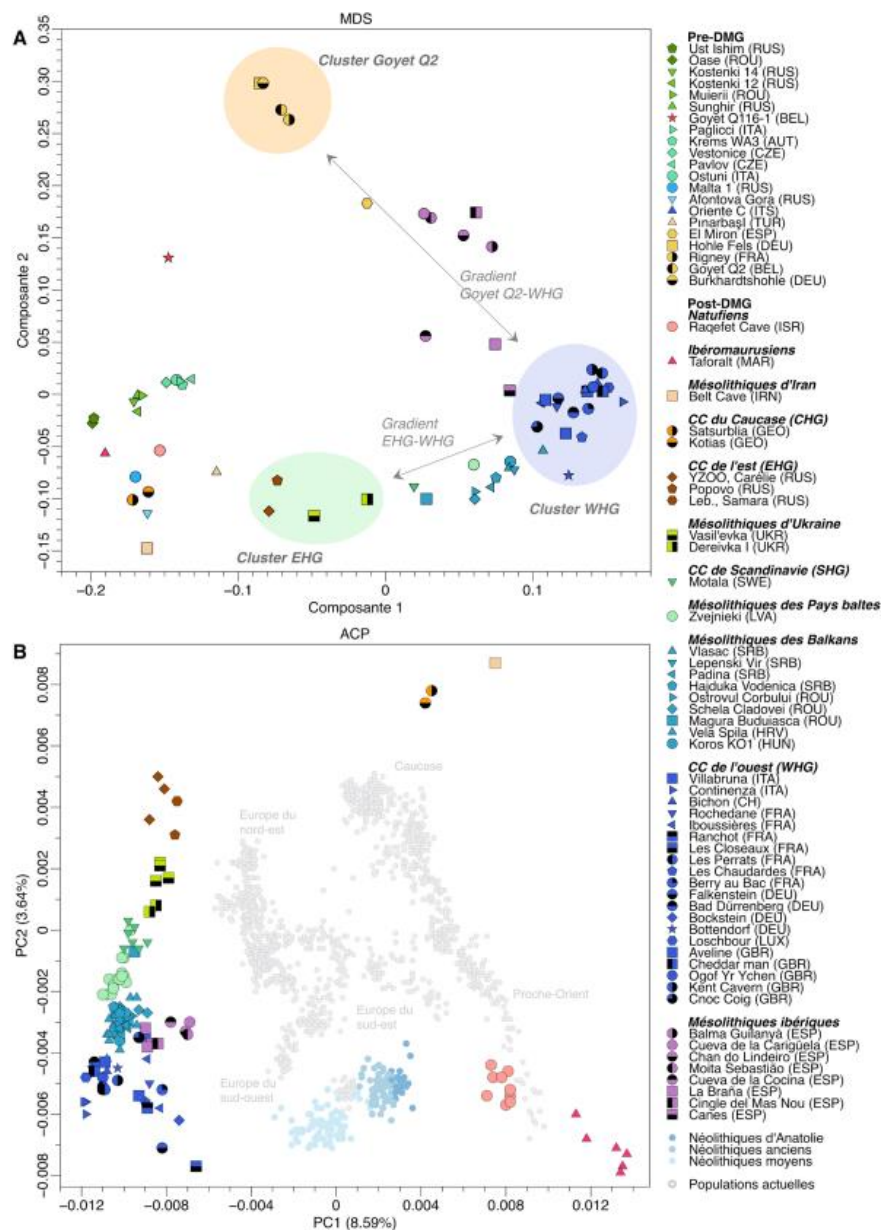 MDS
A
Cluster Goyet Q2
Gradient
Goyet Q2-WHG
Gradient
EHG-WHG
Cluster WHG
Cluster EHG
Composante 2
0.30
0.25
0.20
0.15
0.10
0.05
0
−0.05
−0.10
−0.15
−0.2
−0.1
0
0.1
Composante 1
ACP
B
Caucase
Europe du
nord-est
Proche-Orient
Europe du
sud-est
Europe du
sud-ouest
PC2 (3.64%)
0.008
0.006
0.004
0.002
0
−0.002
−0.004
−0.006
−0.008
−0.012
−0.008
−0.004
0
0.004
0.008
0.012
PC1 (8.59%)
Pre-DMG
Ust Ishim (RUS)
Oase (ROU)
Kostenki 14 (RUS)
Kostenki 12 (RUS)
Muierii (ROU)
Sunghir (RUS)
Goyet Q116-1 (BEL)
Paglicci (ITA)
Krems WA3 (AUT)
Vestonice (CZE)
Pavlov (CZE)
Ostuni (ITA)
Malta 1 (RUS)
Afontova Gora (RUS)
Oriente C (ITS)
PınarbaşI (TUR)
El Miron (ESP)
Hohle Fels (DEU)
Rigney (FRA)
Goyet Q2 (BEL)
Burkhardtshohle (DEU)
Post-DMG
Natufiens
Raqefet Cave (ISR)
Ibéromaurusiens
Taforalt (MAR)
Mésolithiques d'Iran
Belt Cave (IRN)
CC du Caucase (CHG)
Satsurblia (GEO)
Kotias (GEO)
CC de l'est (EHG)
YZOO, Carélie (RUS)
Popovo (RUS)
Leb., Samara (RUS)
Mésolithiques d'Ukraine
Vasil'evka (UKR)
Dereivka I (UKR)
CC de Scandinavie (SHG)
Motala (SWE)
Mésolithiques des Pays baltes
Zvejnieki (LVA)
Mésolithiques des Balkans
Vlasac (SRB)
Lepenski Vir (SRB)
Padina (SRB)
Hajduka Vodenica (SRB)
Ostrovul Corbului (ROU)
Schela Cladovei (ROU)
Magura Buduiasca (ROU)
Vela Spila (HRV)
Koros KO1 (HUN)
CC de l'ouest (WHG)
Villabruna (ITA)
Continenza (ITA)
Bichon (CH)
Rochedane (FRA)
Iboussières (FRA)
Ranchot (FRA)
Les Closeaux (FRA)
Les Perrats (FRA)
Les Chaudardes (FRA)
Berry au Bac (FRA)
Falkenstein (DEU)
Bad Dürrenberg (DEU)
Bockstein (DEU)
Bottendorf (DEU)
Loschbour (LUX)
Aveline (GBR)
Cheddar man (GBR)
Ogof Yr Ychen (GBR)
Kent Cavern (GBR)
Cnoc Coig (GBR)
Mésolithiques ibériques
Balma Guilanyà (ESP)
Cueva de la Carigüela (ESP)
Chan do Lindeiro (ESP)
Moita Sebastião (ESP)
Cueva de la Cocina (ESP)
La Braña (ESP)
Cingle del Mas Nou (ESP)
Canes (ESP)
Néolithiques d'Anatolie
Néolithiques anciens
Néolithiques moyens
Populations actuelles